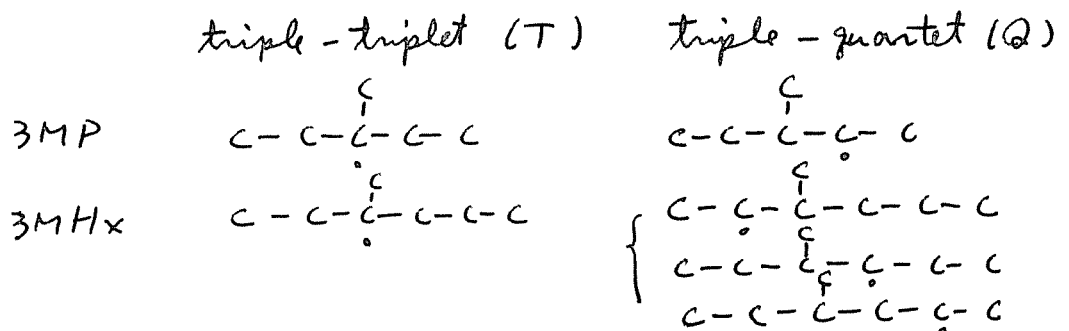 triple - triplet (T) triple - quartet (Q)
C C
3MP C - C - C - C - C C - C - C - C - C
C C
3MHx C - C - C - C - C - C C - C - C - C - C - C
C
C - C - C - C - C - C
C
C - C - C - C - C - C